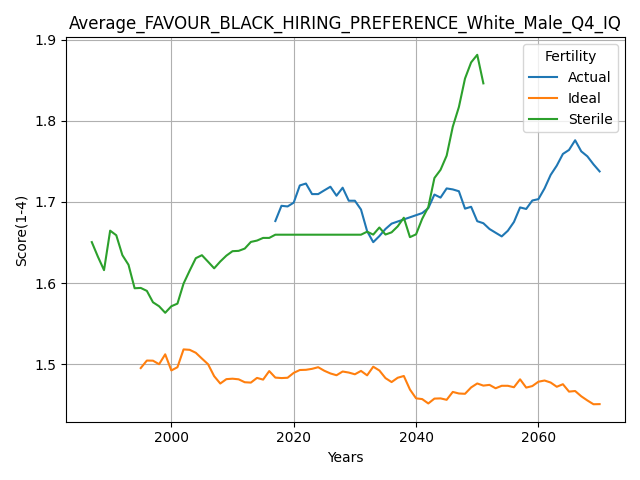 Average_FAVOUR_BLACK_HIRING_PREFERENCE_White_Male_Q4_IQ
Fertility
Actual
Ideal
Sterile
Score(1-4)
1.9
1.8
1.7
1.6
1.5
2000 2020 2040 2060
Years